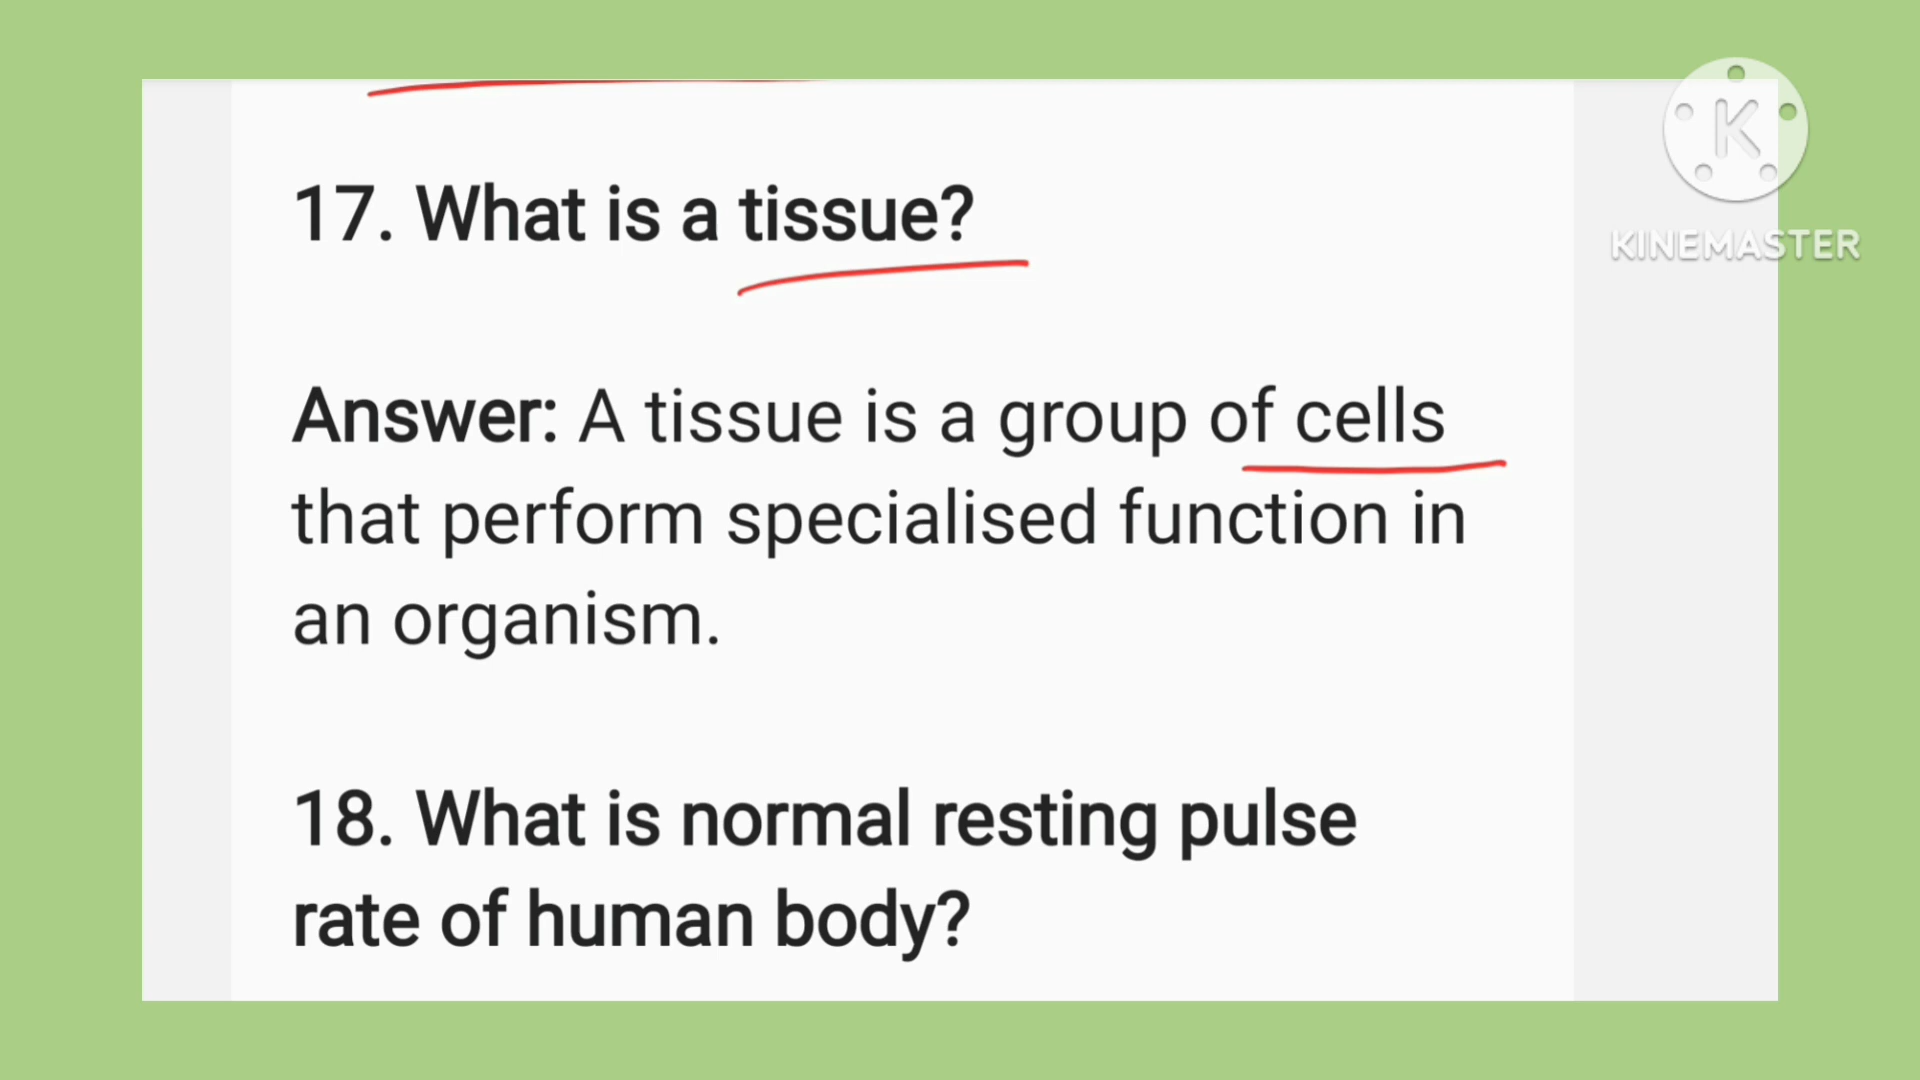 17. What is a tissue?
Answer: A tissue is a group of cells
that perform specialised function in
an organism.
18. What is normal resting pulse
rate of human body?
K
KINEMASTER